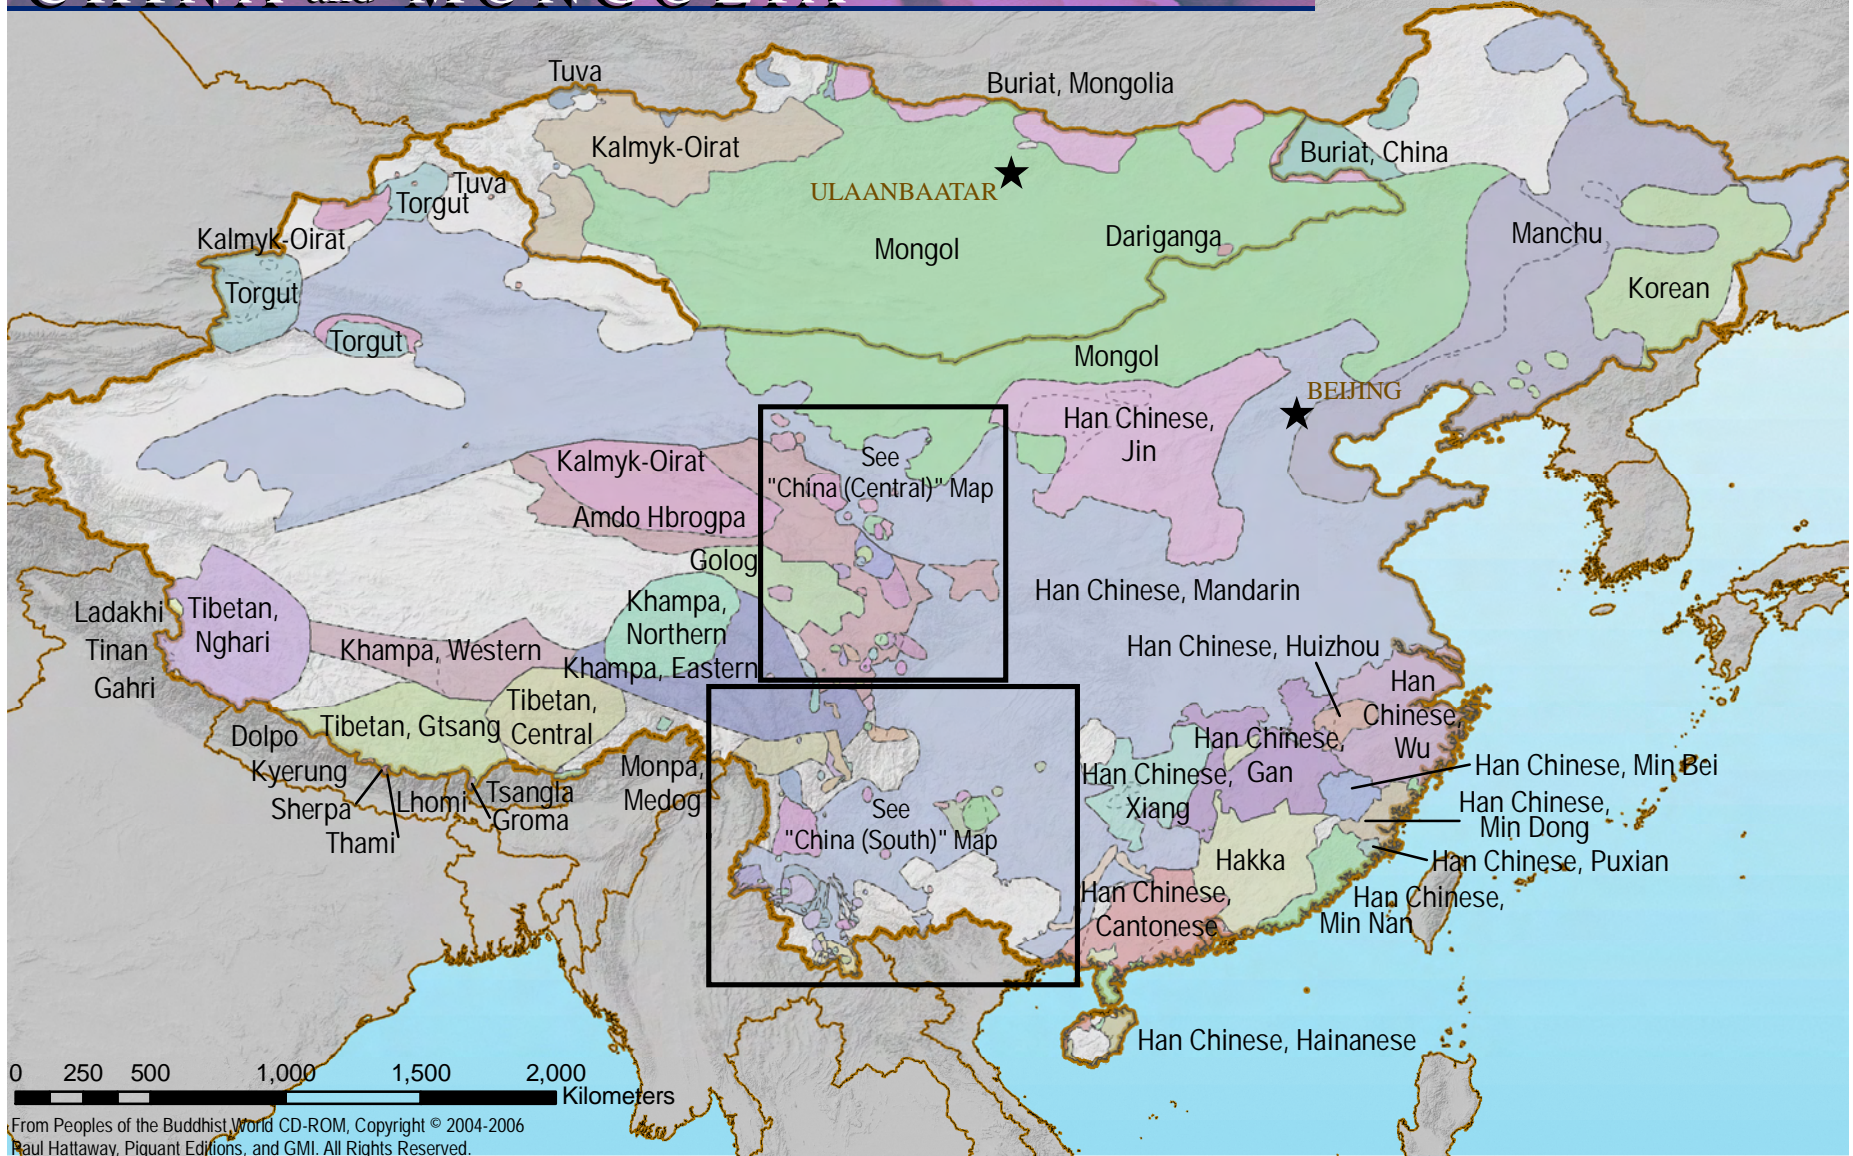 CHINA and MONGOLIA
Tuva
Buriat, Mongolia
Kalmyk-Oirat
Buriat, China
Tuva
Torgut
ULAANBAATAR
Kalmyk-Oirat
Mongol
Dariganga
Manchu
Torgut
Korean
Torgut
Mongol
BEIJING
Han Chinese,
Jin
See
"China (Central)" Map
Kalmyk-Oirat
Amdo Hbrogpa
Golog
Han Chinese, Mandarin
Khampa,
Northern
Ladakhi
Tinan
Gahri
Tibetan,
Nghari
Khampa, Western
Khampa, Eastern
Han Chinese, Huizhou
Han
Chinese,
Wu
Tibetan,
Central
Tibetan, Gtsang
Dolpo
Kyerung
Sherpa
Thami
Lhomi
Tsangla
Groma
Monpa,
Medog
Han Chinese,
Gan
Han Chinese,
Xiang
Han Chinese, Min Bei
Han Chinese,
Min Dong
See
"China (South)" Map
Hakka
Han Chinese, Puxian
Han Chinese,
Min Nan
Han Chinese,
Cantonese
Han Chinese, Hainanese
0 250 500 1,000 1,500 2,000
Kilometers
From Peoples of the Buddhist World CD-ROM, Copyright © 2004-2006
Paul Hattaway, Piquant Editions, and GMI. All Rights Reserved.